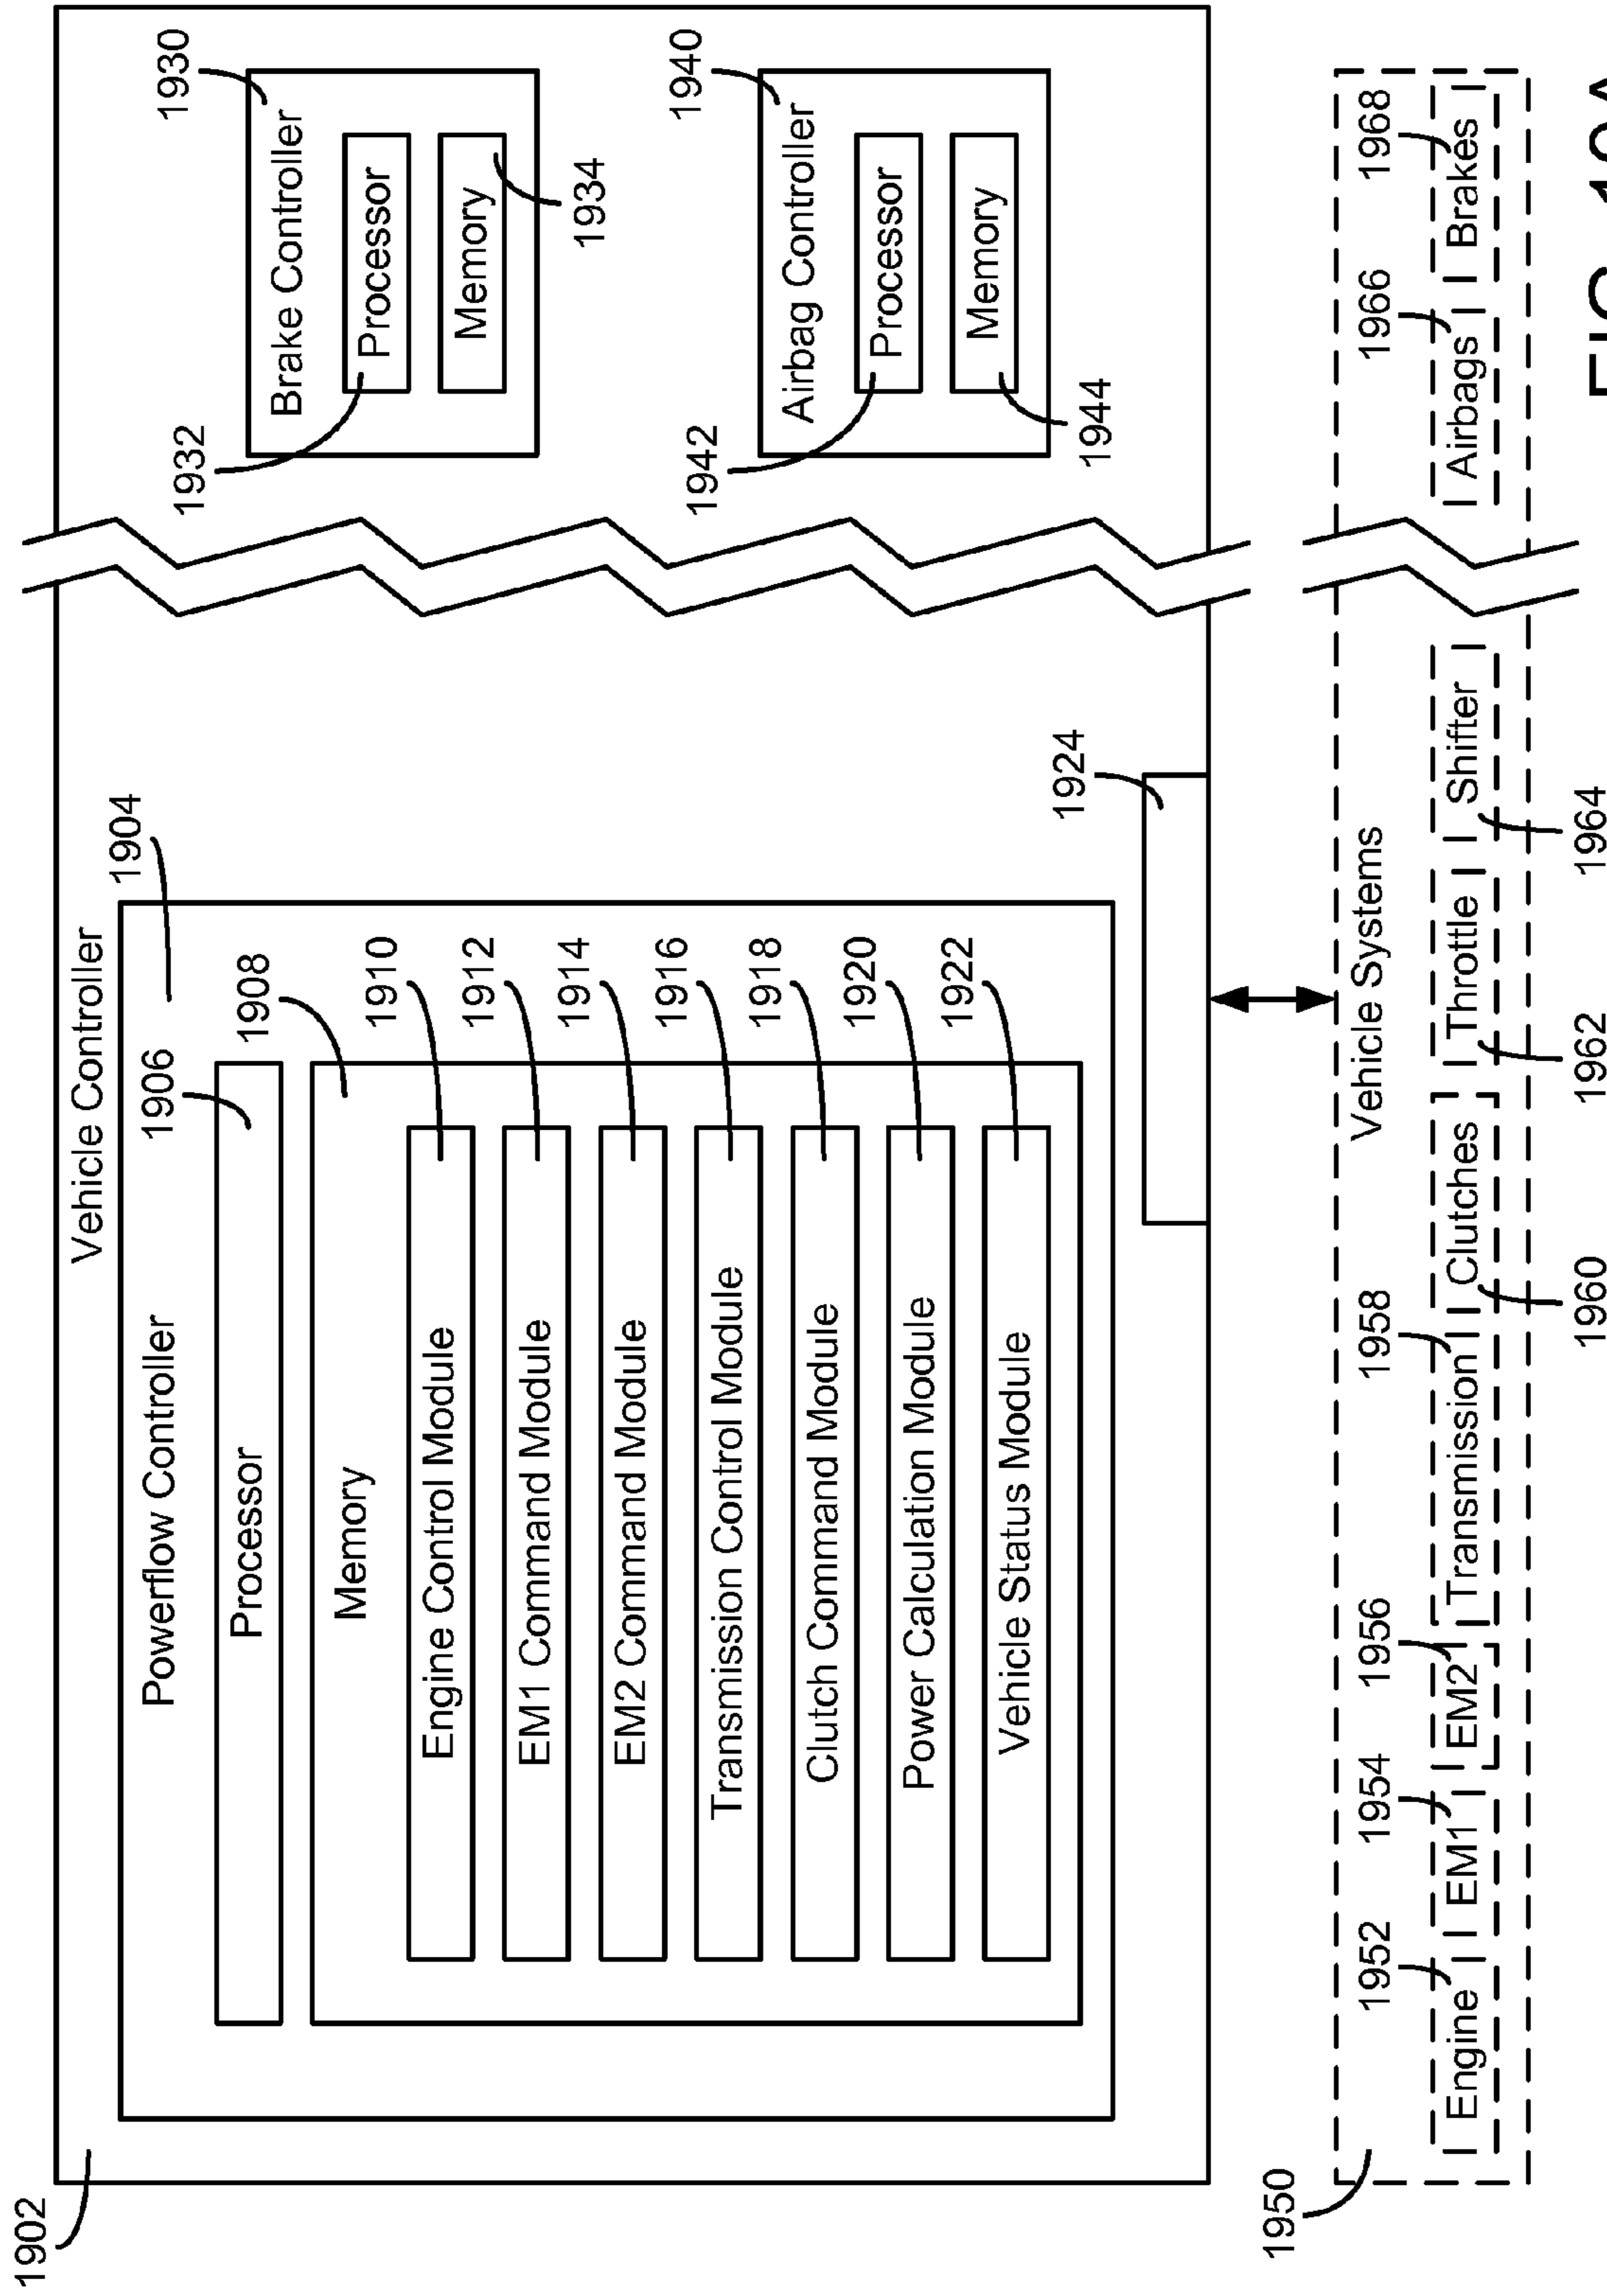 1902
Vehicle Controller
1904
Powerflow Controller
1906
Processor
1908
Memory
Engine Control Module
1910
EM1 Command Module
1912
EM2 Command Module
1914
Transmission Control Module
1916
Clutch Command Module
1918
Power Calculation Module
1920
Vehicle Status Module
1922
1924
1930
Brake Controller
1932
Processor
Memory
1934
1940
Airbag Controller
1942
Processor
Memory
1944
1950
Vehicle Systems
1952 1954 1956 1958 1966 1968
Engine EM1 EM2 Transmission Clutches Throttle Shifter Airbags Brakes
1960 1962 1964